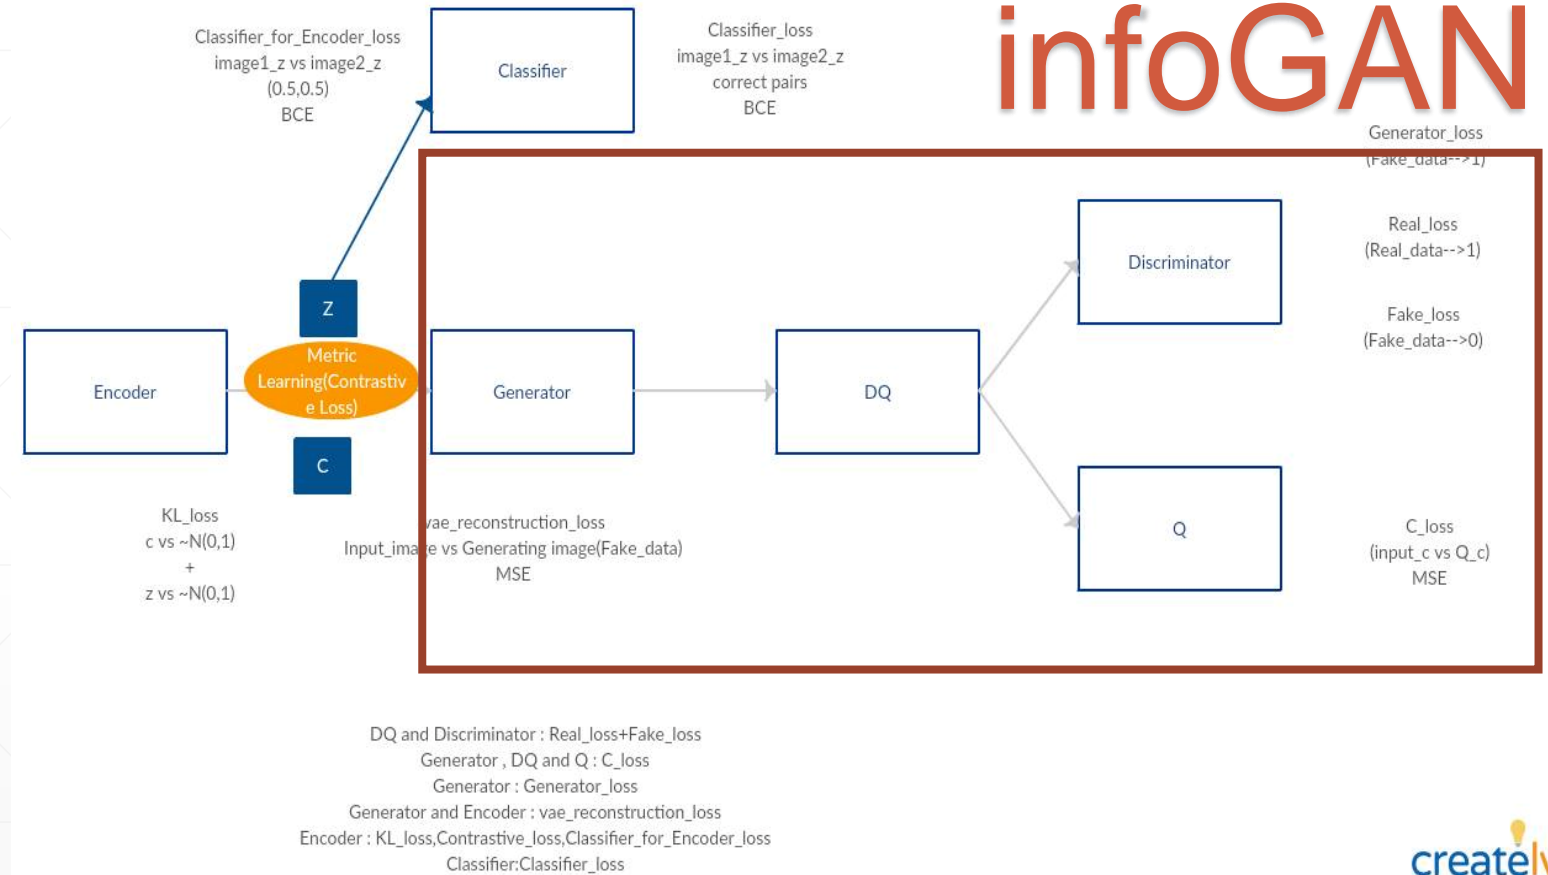 infoGAN
Classifier_for_Encoder_loss
image1_z vs image2_z
(0.5,0.5)
BCE
Classifier
Classifier_loss
image1_z vs image2_z
correct pairs
BCE
Generator_loss
(Fake_data-->1)
Real_loss
(Real_data-->1)
Fake_loss
(Fake_data-->0)
Discriminator
Z
Metric
Learning(Contrastiv
e Loss)
C
Encoder
Generator
DQ
Q
KL_loss
c vs ~N(0,1)
+
z vs ~N(0,1)
vae_reconstruction_loss
Input_image vs Generating image(Fake_data)
MSE
C_loss
(input_c vs Q_c)
MSE
DQ and Discriminator : Real_loss+Fake_loss
Generator , DQ and Q : C_loss
Generator : Generator_loss
Generator and Encoder : vae_reconstruction_loss
Encoder : KL_loss,Contrastive_loss,Classifier_for_Encoder_loss
Classifier:Classifier_loss
creately